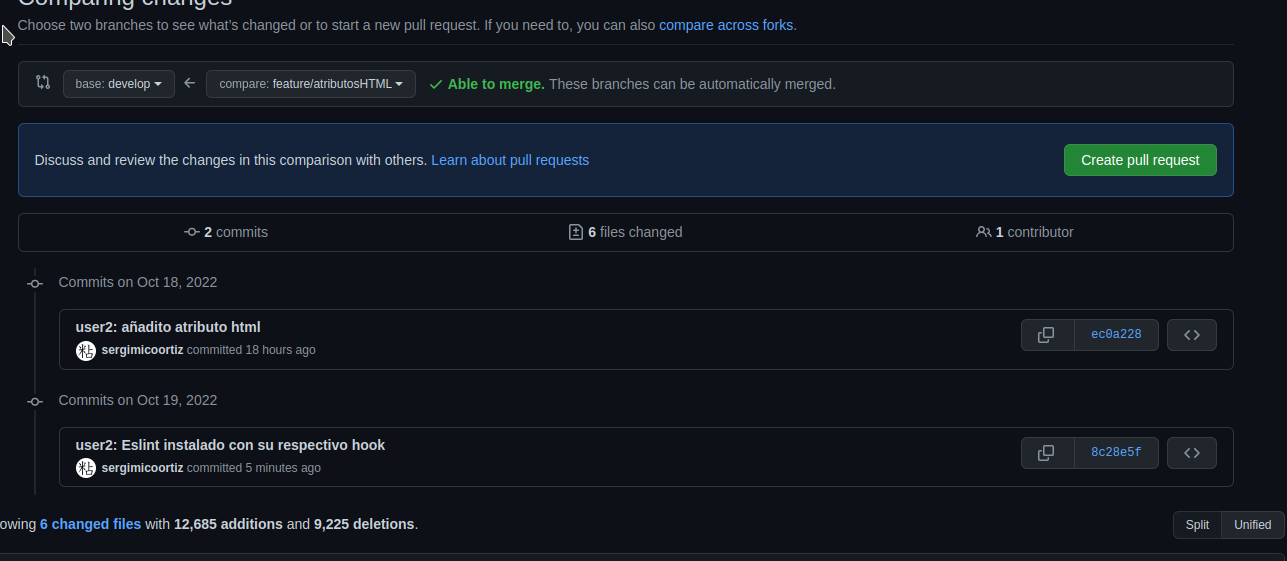 Comparing changes
Choose two branches to see what's changed or to start a new pull request. If you need to, you can also compare across forks.
base: develop compare: feature/atributosHTML Able to merge. These branches can be automatically merged.
Discuss and review the changes in this comparison with others. Learn about pull requests Create pull request
2 commits 6 files changed 1 contributor
Commits on Oct 18, 2022
user2: añadito atributo html
粘 sergimicoortiz committed 18 hours ago ec0a228
Commits on Oct 19, 2022
user2: Eslint instalado con su respectivo hook
粘 sergimicoortiz committed 5 minutes ago 8c28e5f
owing 6 changed files with 12,685 additions and 9,225 deletions. Split Unified